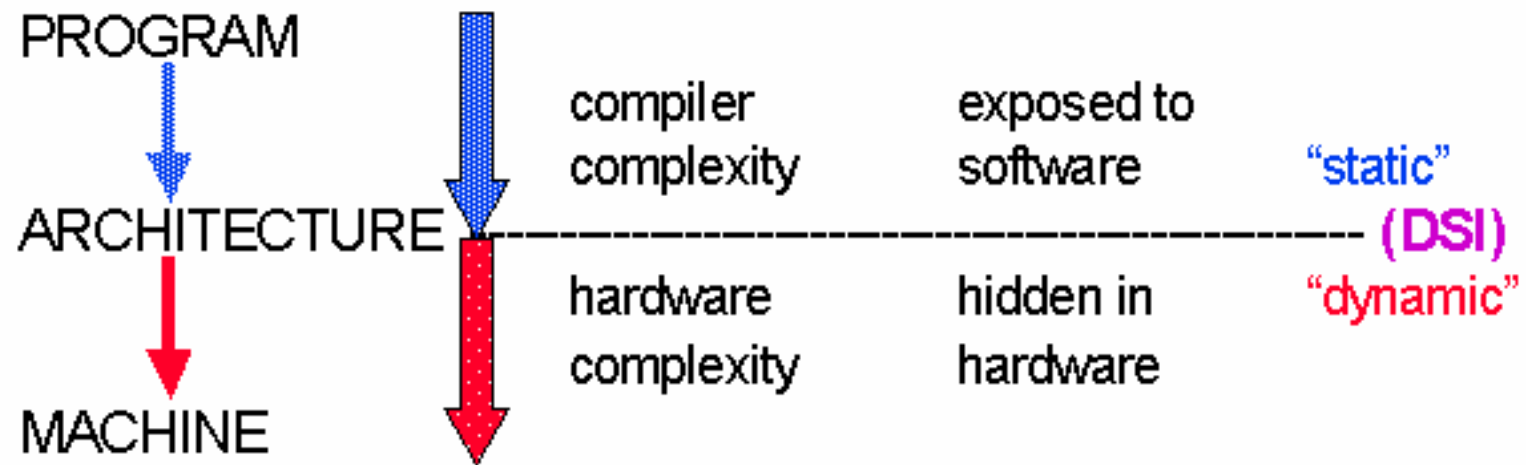 PROGRAM
compiler exposed to
complexity software “static”
ARCHITECTURE (DSI)
hardware hidden in “dynamic”
complexity hardware
MACHINE